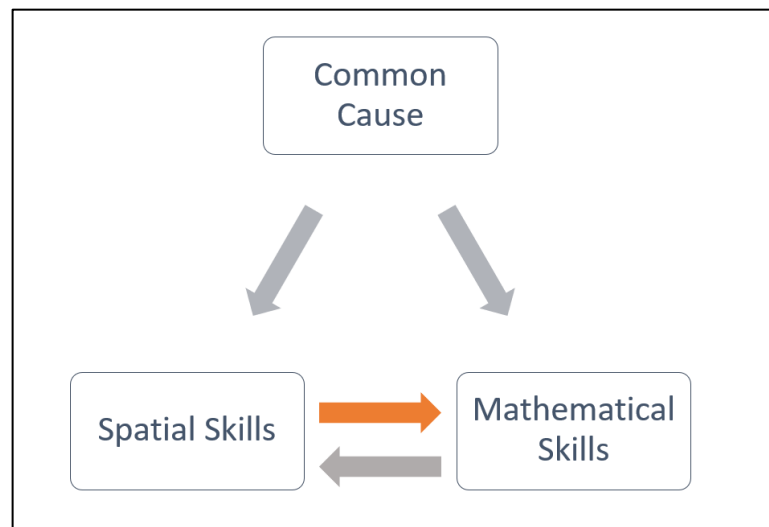 Common
Cause
Spatial Skills
Mathematical
Skills